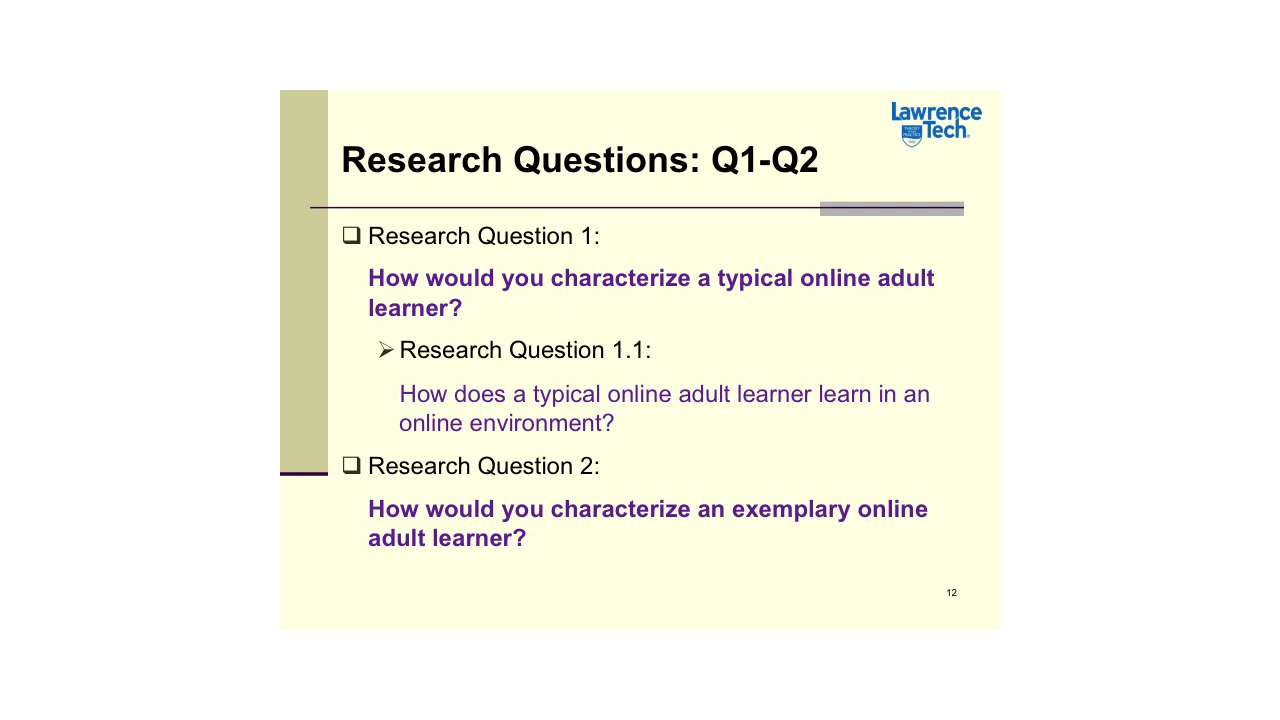 Lawrence
Tech
Research Questions: Q1-Q2
Research Question 1:
How would you characterize a typical online adult
learner?
Research Question 1.1:
How does a typical online adult learner learn in an
online environment?
Research Question 2:
How would you characterize an exemplary online
adult learner?
12